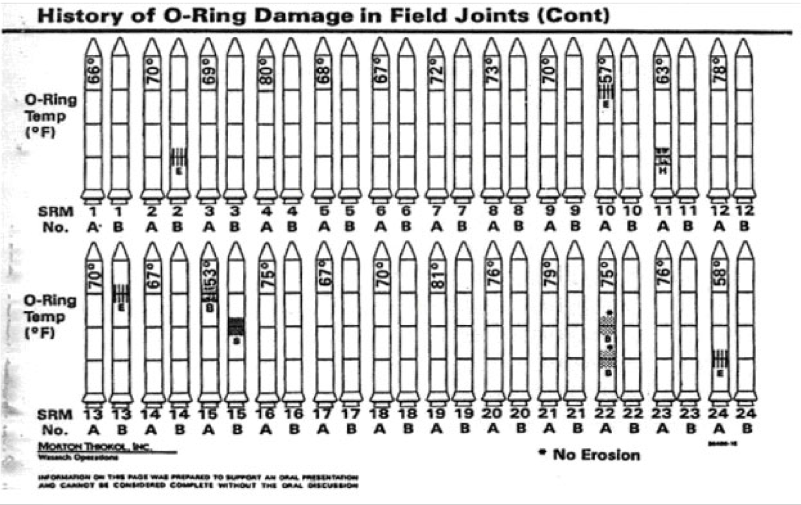 History of O-Ring Damage in Field Joints (Cont)
66° 70° 69° 80° 68° 67° 72° 73° 70° 57° 63° 78°
O-Ring
Temp
(°F)
E E H
SRM 1 1 2 2 3 3 4 4 5 5 6 6 7 7 8 8 9 9 10 10 11 11 12 12
No. A B A B A B A B A B A B A B A B A B A B A B A B
70° 67° 53° 75° 67° 70° 81° 76° 79° 75° 76° 58°
O-Ring
Temp
(°F)
E B S * B * S E
SRM 13 13 14 14 15 15 16 16 17 17 18 18 19 19 20 20 21 21 22 22 23 23 24 24
No. A B A B A B A B A B A B A B A B A B A B A B A B
MORTON THIOKOL, INC.
Wasatch Operations
* No Erosion
INFORMATION ON THIS PAGE WAS PREPARED TO SUPPORT AN ORAL PRESENTATION
AND CANNOT BE CONSIDERED COMPLETE WITHOUT THE ORAL DISCUSSION